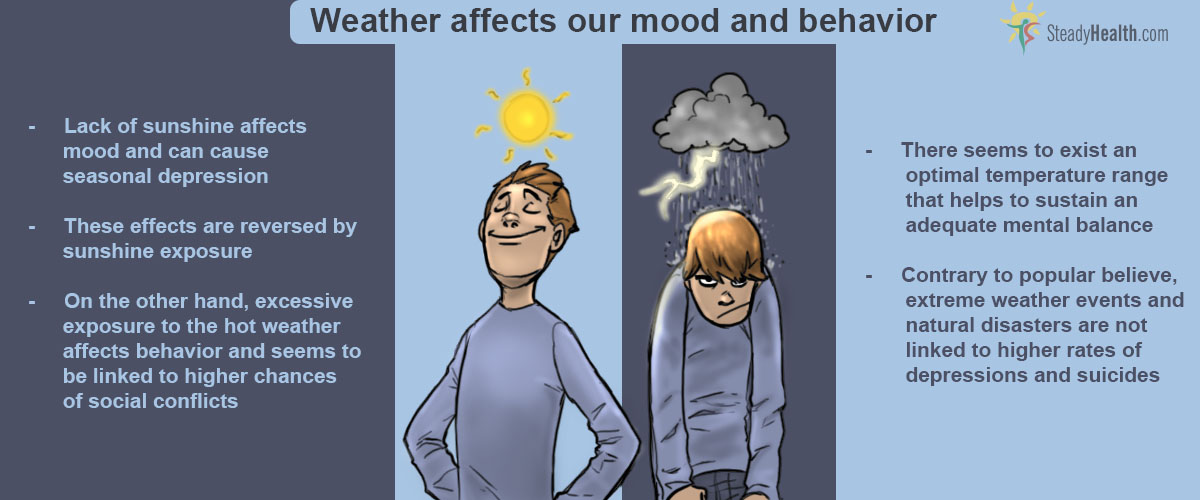 Weather affects our mood and behavior
SteadyHealth.com
- Lack of sunshine affects
mood and can cause
seasonal depression
- These effects are reversed by
sunshine exposure
- On the other hand, excessive
exposure to the hot weather
affects behavior and seems to
be linked to higher chances
of social conflicts
- There seems to exist an
optimal temperature range
that helps to sustain an
adequate mental balance
- Contrary to popular believe,
extreme weather events and
natural disasters are not
linked to higher rates of
depressions and suicides